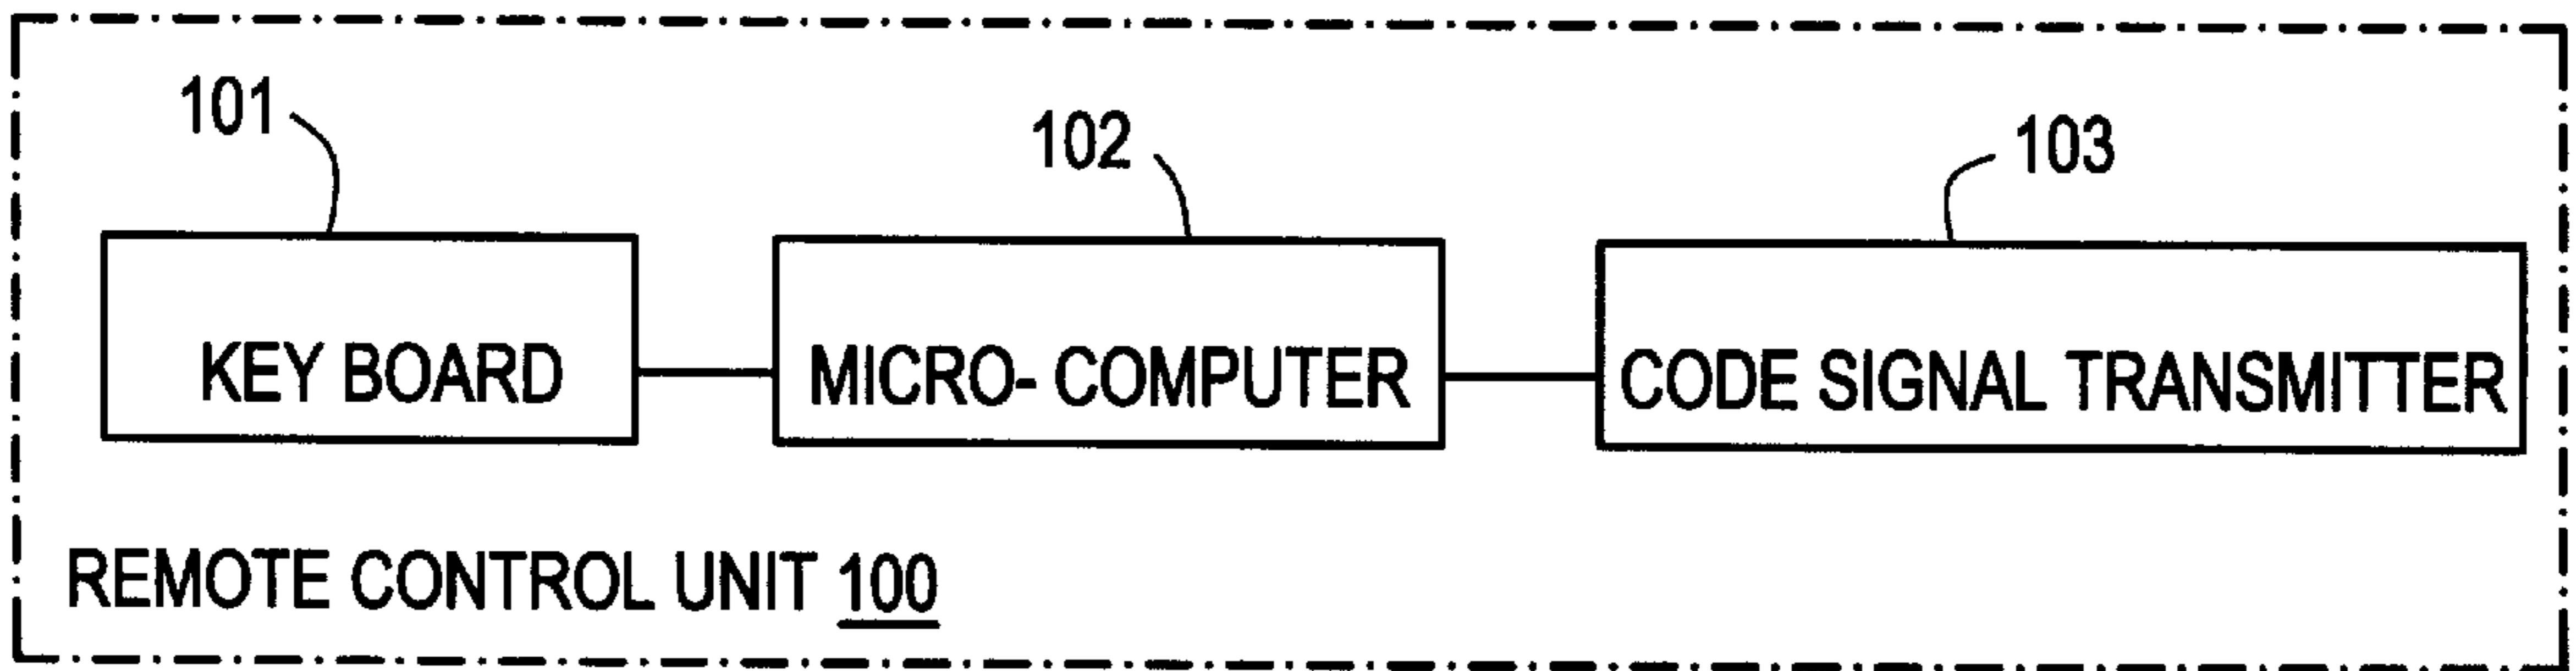 101
102
103
KEY BOARD
MICRO- COMPUTER
CODE SIGNAL TRANSMITTER
REMOTE CONTROL UNIT 100